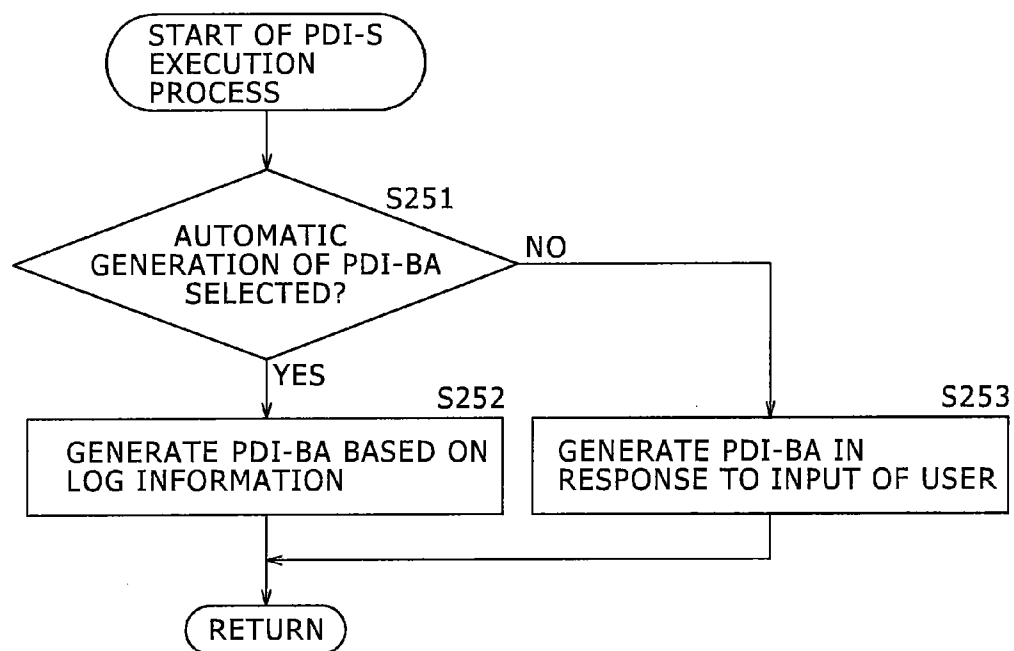 START OF PDI-S
EXECUTION
PROCESS
S251
AUTOMATIC
GENERATION OF PDI-BA
SELECTED?
NO
YES
S252
GENERATE PDI-BA BASED ON
LOG INFORMATION
S253
GENERATE PDI-BA IN
RESPONSE TO INPUT OF USER
RETURN